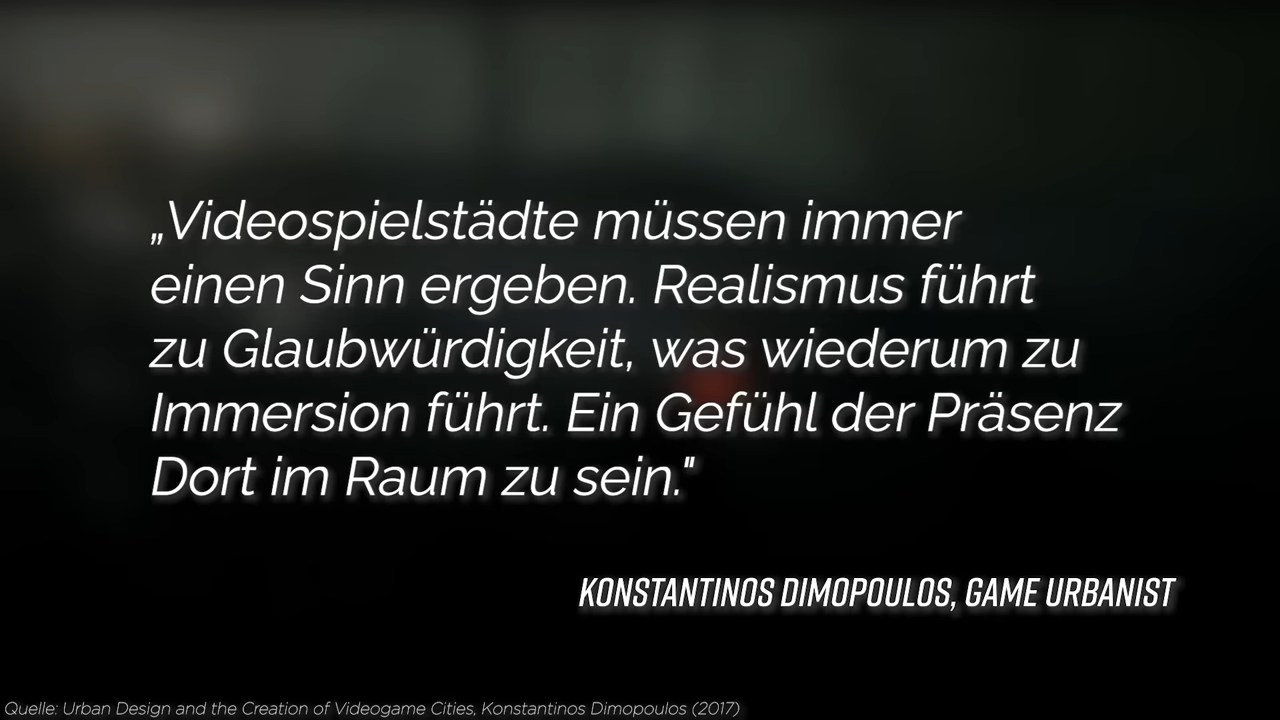 „Videospielstädte müssen immer
einen Sinn ergeben. Realismus führt
zu Glaubwürdigkeit, was wiederum zu
Immersion führt. Ein Gefühl der Präsenz
Dort im Raum zu sein."
KONSTANTINOS DIMOPOULOS, GAME URBANIST
Quelle: Urban Design and the Creation of Videogame Cities, Konstantinos Dimopoulos (2017)